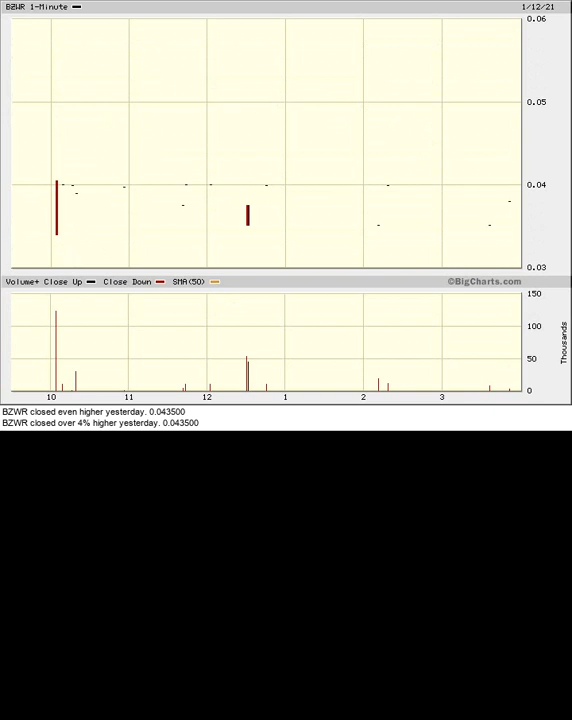 BZWR 1-Minute 1/12/21
0.06
0.05
0.04
0.03
Volume+ Close Up Close Down SMA(50) ©BigCharts.com
150
100
50
0
Thousands
10 11 12 1 2 3
BZWR closed even higher yesterday. 0.043500
BZWR closed over 4% higher yesterday. 0.043500